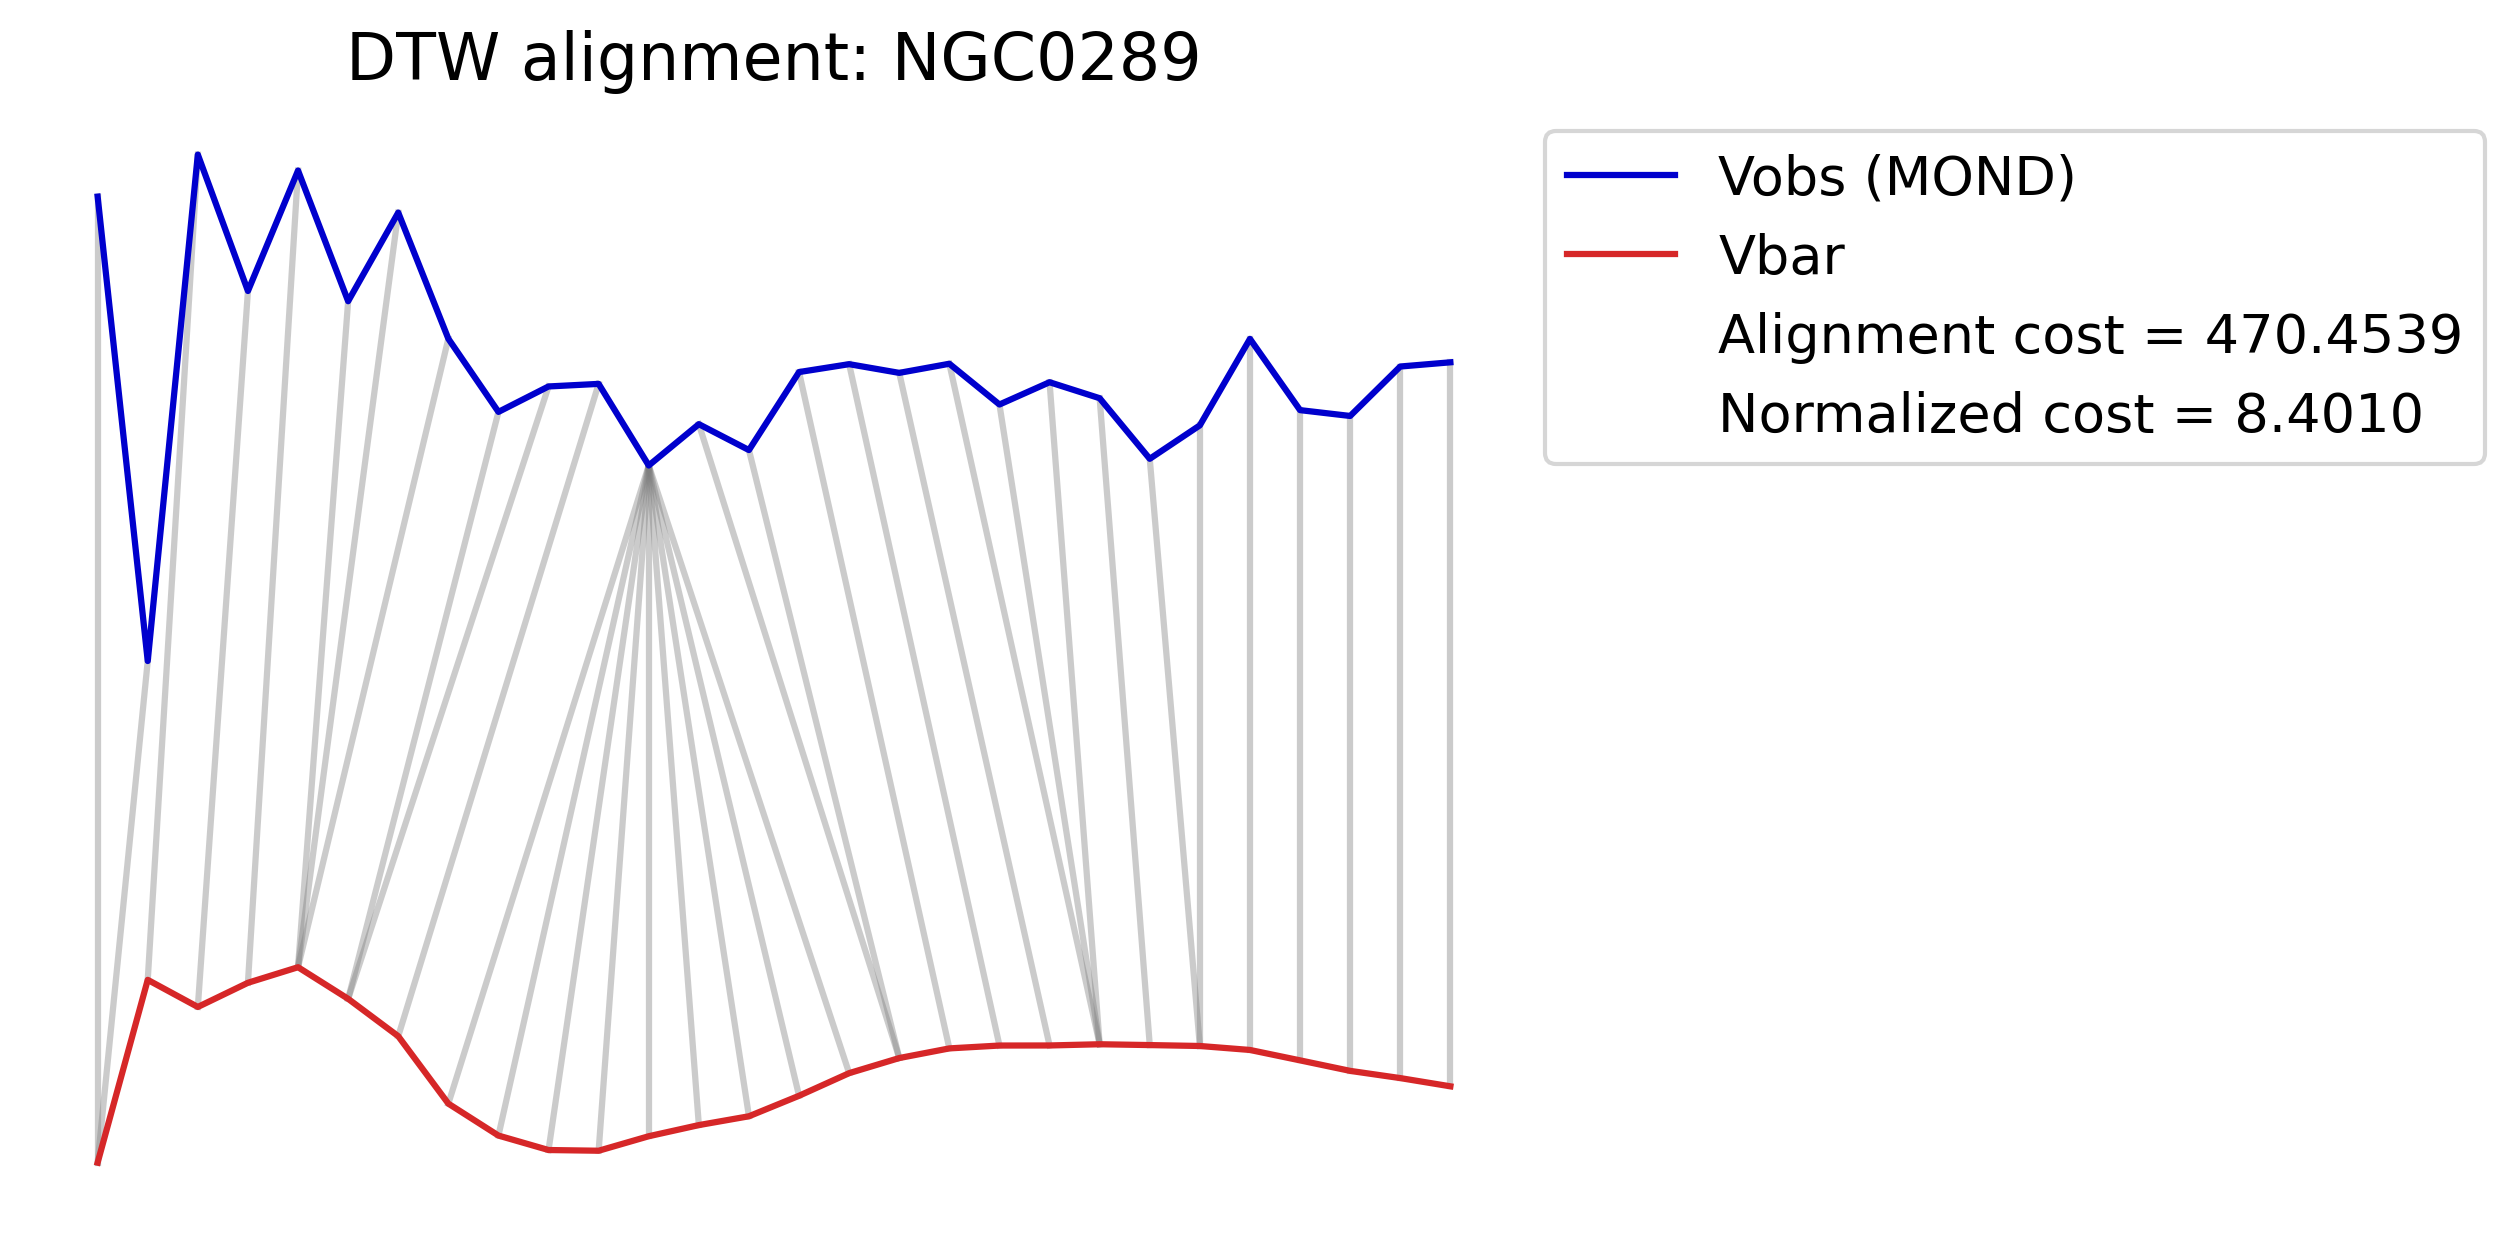 DTW alignment: NGC0289
Vobs (MOND)
Vbar
Alignment cost = 470.4539
Normalized cost = 8.4010